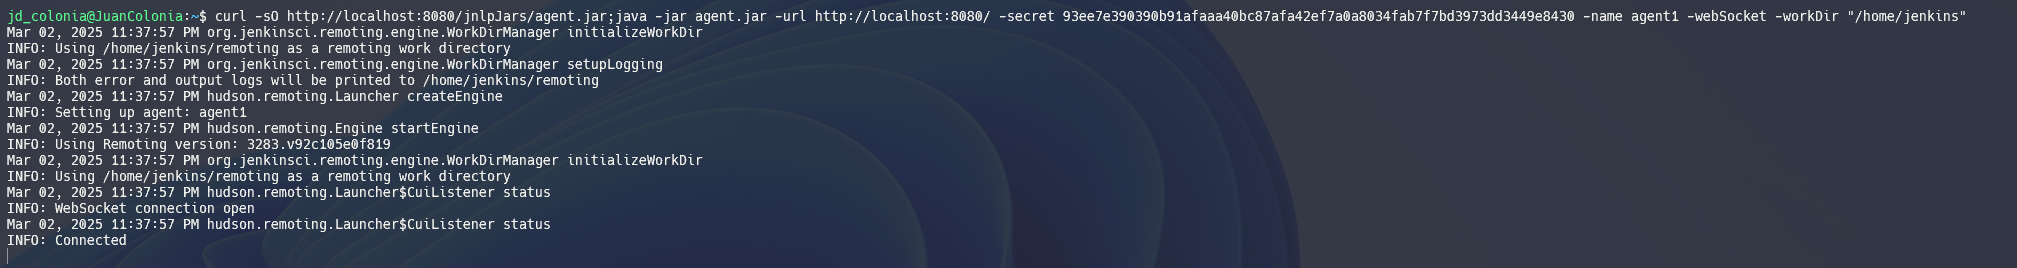 jd_colonia@JuanColonia:~$ curl -sO http://localhost:8080/jnlpJars/agent.jar;java -jar agent.jar -url http://localhost:8080/ -secret 93ee7e390390b91afaaa40bc87afa42ef7a0a8034fab7f7bd3973dd3449e8430 -name agent1 -webSocket -workDir "/home/jenkins"
Mar 02, 2025 11:37:57 PM org.jenkinsci.remoting.engine.WorkDirManager initializeWorkDir
INFO: Using /home/jenkins/remoting as a remoting work directory
Mar 02, 2025 11:37:57 PM org.jenkinsci.remoting.engine.WorkDirManager setupLogging
INFO: Both error and output logs will be printed to /home/jenkins/remoting
Mar 02, 2025 11:37:57 PM hudson.remoting.Launcher createEngine
INFO: Setting up agent: agent1
Mar 02, 2025 11:37:57 PM hudson.remoting.Engine startEngine
INFO: Using Remoting version: 3283.v92c105e0f819
Mar 02, 2025 11:37:57 PM org.jenkinsci.remoting.engine.WorkDirManager initializeWorkDir
INFO: Using /home/jenkins/remoting as a remoting work directory
Mar 02, 2025 11:37:57 PM hudson.remoting.Launcher$CuiListener status
INFO: WebSocket connection open
Mar 02, 2025 11:37:57 PM hudson.remoting.Launcher$CuiListener status
INFO: Connected